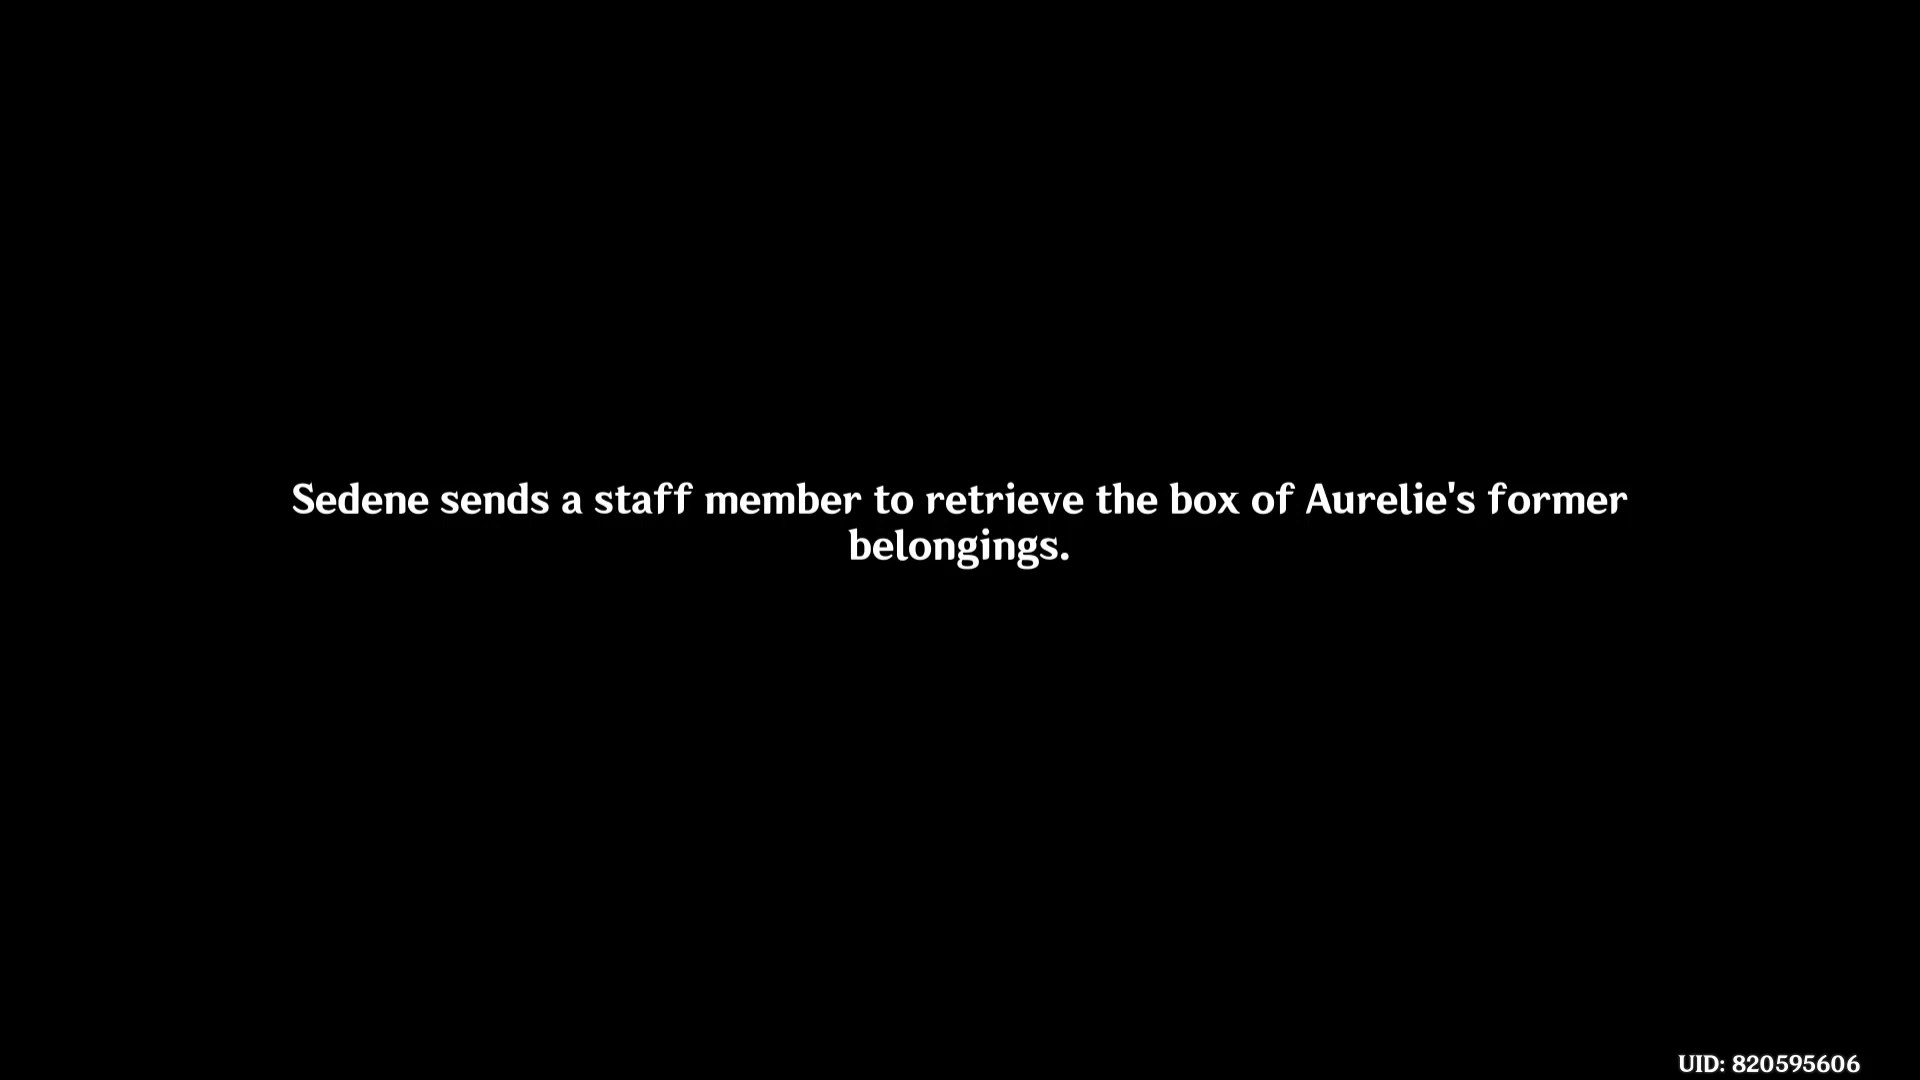 Sedene sends a staff member to retrieve the box of Aurelie's former
belongings.
UID: 820595606